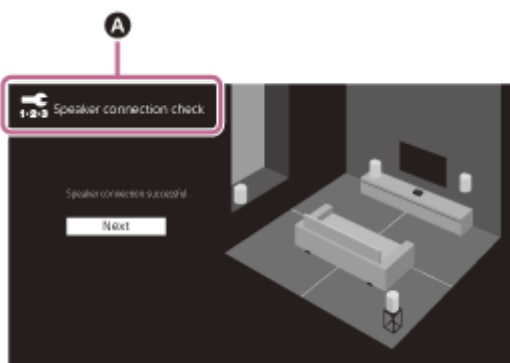 A
1•2•3 Speaker connection check
Speaker connection successful.
Next